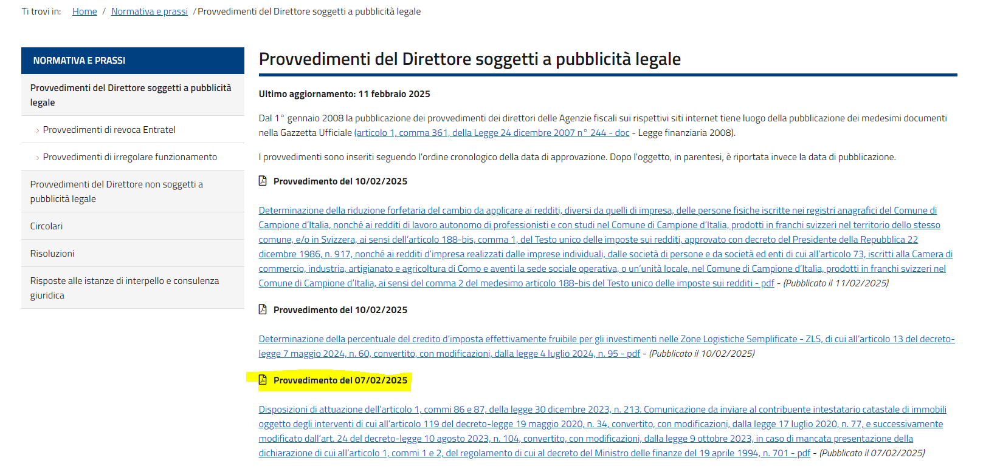 Ti trovi in: Home / Normativa e prassi /Provvedimenti del Direttore soggetti a pubblicità legale
NORMATIVA E PRASSI
Provvedimenti del Direttore soggetti a pubblicità
legale
› Provvedimenti di revoca Entratel
› Provvedimenti di irregolare funzionamento
Provvedimenti del Direttore non soggetti a
pubblicità legale
Circolari
Risoluzioni
Risposte alle istanze di interpello e consulenza
giuridica
Provvedimenti del Direttore soggetti a pubblicità legale
Ultimo aggiornamento: 11 febbraio 2025
Dal 1° gennaio 2008 la pubblicazione dei provvedimenti dei direttori delle Agenzie fiscali sui rispettivi siti internet tiene luogo della pubblicazione dei medesimi documenti
nella Gazzetta Ufficiale (articolo 1, comma 361, della Legge 24 dicembre 2007 n° 244 - doc - Legge finanziaria 2008).
I provvedimenti sono inseriti seguendo l'ordine cronologico della data di approvazione. Dopo l'oggetto, in parentesi, è riportata invece la data di pubblicazione.
Provvedimento del 10/02/2025
Determinazione della riduzione forfetaria del cambio da applicare ai redditi, diversi da quelli di impresa, delle persone fisiche iscritte nei registri anagrafici del Comune di
Campione d’Italia, nonché ai redditi di lavoro autonomo di professionisti e con studi nel Comune di Campione d’Italia, prodotti in franchi svizzeri nel territorio dello stesso
comune, e/o in Svizzera, ai sensi dell’articolo 188-bis, comma 1, del Testo unico delle imposte sui redditi, approvato con decreto del Presidente della Repubblica 22
dicembre 1986, n. 917, nonché ai redditi d’impresa realizzati dalle imprese individuali, dalle società di persone e da società ed enti di cui all’articolo 73, iscritti alla Camera di
commercio, industria, artigianato e agricoltura di Como e aventi la sede sociale operativa, o un’unità locale, nel Comune di Campione d’Italia, prodotti in franchi svizzeri nel
Comune di Campione d’Italia, ai sensi del comma 2 del medesimo articolo 188-bis del Testo unico delle imposte sui redditi - pdf - (Pubblicato il 11/02/2025)
Provvedimento del 10/02/2025
Determinazione della percentuale del credito d’imposta effettivamente fruibile per gli investimenti nelle Zone Logistiche Semplificate - ZLS, di cui all’articolo 13 del decreto-
legge 7 maggio 2024, n. 60, convertito, con modificazioni, dalla legge 4 luglio 2024, n. 95 - pdf - (Pubblicato il 10/02/2025)
Provvedimento del 07/02/2025
Disposizioni di attuazione dell’articolo 1, commi 86 e 87, della legge 30 dicembre 2023, n. 213. Comunicazione da inviare al contribuente intestatario catastale di immobili
oggetto degli interventi di cui all’articolo 119 del decreto-legge 19 maggio 2020, n. 34, convertito, con modificazioni, dalla legge 17 luglio 2020, n. 77, e successivamente
modificato dall’art. 24 del decreto-legge 10 agosto 2023, n. 104, convertito, con modificazioni, dalla legge 9 ottobre 2023, in caso di mancata presentazione della
dichiarazione di cui all’articolo 1, commi 1 e 2, del regolamento di cui al decreto del Ministro delle finanze del 19 aprile 1994, n. 701 - pdf - (Pubblicato il 07/02/2025)